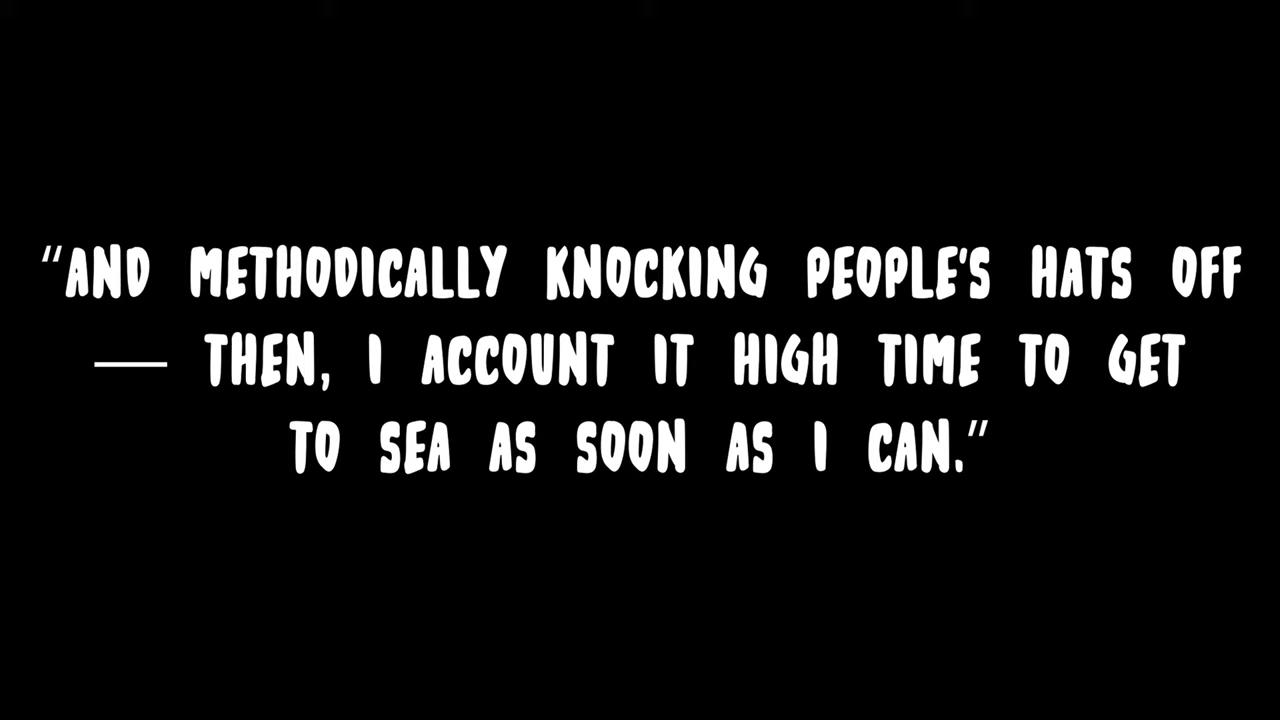 "AND METHODICALLY KNOCKING PEOPLE'S HATS OFF
— THEN, I ACCOUNT IT HIGH TIME TO GET
TO SEA AS SOON AS I CAN."